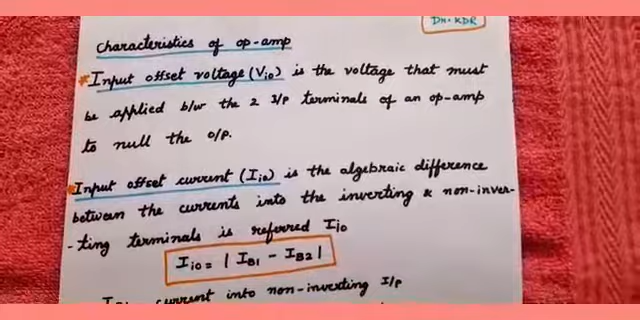 Dr. KDR
Characteristics of op-amp
*Input offset voltage (Vio) is the voltage that must
be applied b/w the 2 I/p terminals of an op-amp
to null the o/p.
*Input offset current (Iio) is the algebraic difference
between the currents into the inverting & non-inver-
-ting terminals is referred Iio
Iio = | IB1 - IB2 |
current into non-inverting I/p